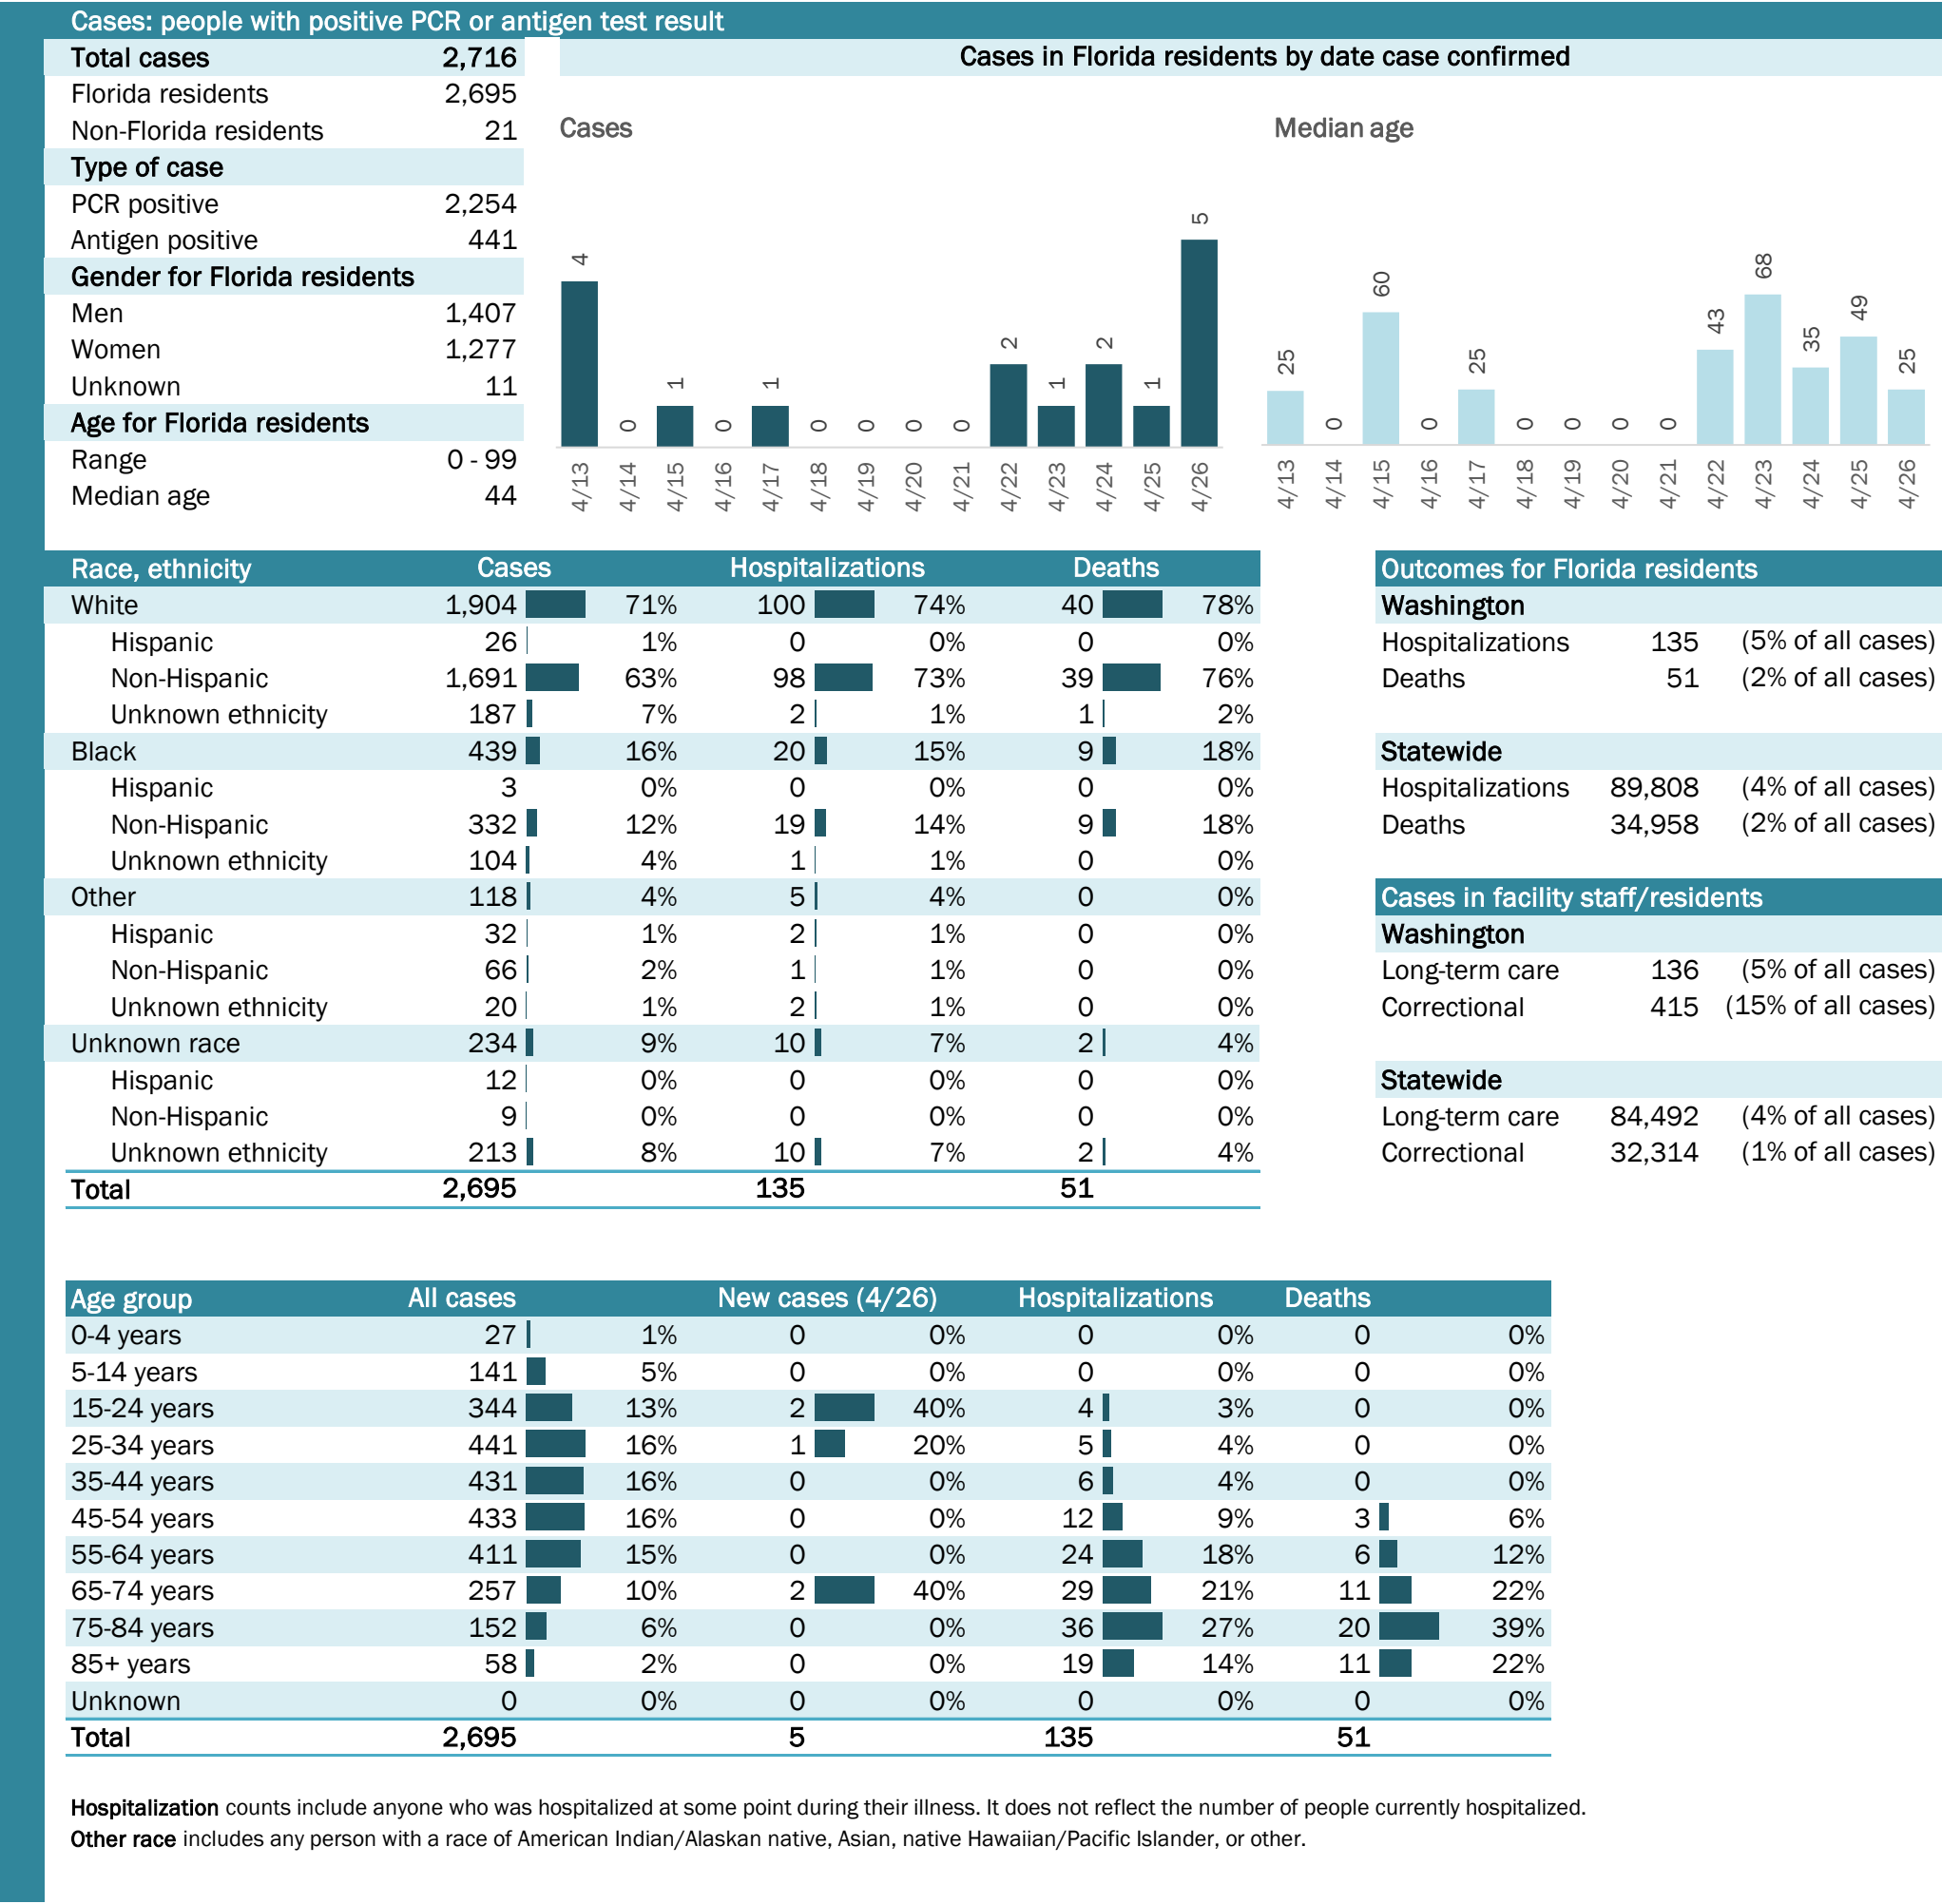 Cases: people with positive PCR or antigen test result
Total cases 2,716
Florida residents 2,695
Non-Florida residents 21
Type of case
PCR positive 2,254
Antigen positive 441
Gender for Florida residents
Men 1,407
Women 1,277
Unknown 11
Age for Florida residents
Range 0 - 99
Median age 44
Cases in Florida residents by date case confirmed
Cases
4 0 1 0 1 0 0 0 0 2 1 2 1 5
4/13 4/14 4/15 4/16 4/17 4/18 4/19 4/20 4/21 4/22 4/23 4/24 4/25 4/26
Median age
25 0 60 0 25 0 0 0 0 43 68 35 49 25
4/13 4/14 4/15 4/16 4/17 4/18 4/19 4/20 4/21 4/22 4/23 4/24 4/25 4/26
Race, ethnicity Cases Hospitalizations Deaths
White 1,904 71% 100 74% 40 78%
Hispanic 26 1% 0 0% 0 0%
Non-Hispanic 1,691 63% 98 73% 39 76%
Unknown ethnicity 187 7% 2 1% 1 2%
Black 439 16% 20 15% 9 18%
Hispanic 3 0% 0 0% 0 0%
Non-Hispanic 332 12% 19 14% 9 18%
Unknown ethnicity 104 4% 1 1% 0 0%
Other 118 4% 5 4% 0 0%
Hispanic 32 1% 2 1% 0 0%
Non-Hispanic 66 2% 1 1% 0 0%
Unknown ethnicity 20 1% 2 1% 0 0%
Unknown race 234 9% 10 7% 2 4%
Hispanic 12 0% 0 0% 0 0%
Non-Hispanic 9 0% 0 0% 0 0%
Unknown ethnicity 213 8% 10 7% 2 4%
Total 2,695 135 51
Outcomes for Florida residents
Washington
Hospitalizations 135 (5% of all cases)
Deaths 51 (2% of all cases)
Statewide
Hospitalizations 89,808 (4% of all cases)
Deaths 34,958 (2% of all cases)
Cases in facility staff/residents
Washington
Long-term care 136 (5% of all cases)
Correctional 415 (15% of all cases)
Statewide
Long-term care 84,492 (4% of all cases)
Correctional 32,314 (1% of all cases)
Age group All cases New cases (4/26) Hospitalizations Deaths
0-4 years 27 1% 0 0% 0 0% 0 0%
5-14 years 141 5% 0 0% 0 0% 0 0%
15-24 years 344 13% 2 40% 4 3% 0 0%
25-34 years 441 16% 1 20% 5 4% 0 0%
35-44 years 431 16% 0 0% 6 4% 0 0%
45-54 years 433 16% 0 0% 12 9% 3 6%
55-64 years 411 15% 0 0% 24 18% 6 12%
65-74 years 257 10% 2 40% 29 21% 11 22%
75-84 years 152 6% 0 0% 36 27% 20 39%
85+ years 58 2% 0 0% 19 14% 11 22%
Unknown 0 0% 0 0% 0 0% 0 0%
Total 2,695 5 135 51
Hospitalization counts include anyone who was hospitalized at some point during their illness. It does not reflect the number of people currently hospitalized.
Other race includes any person with a race of American Indian/Alaskan native, Asian, native Hawaiian/Pacific Islander, or other.